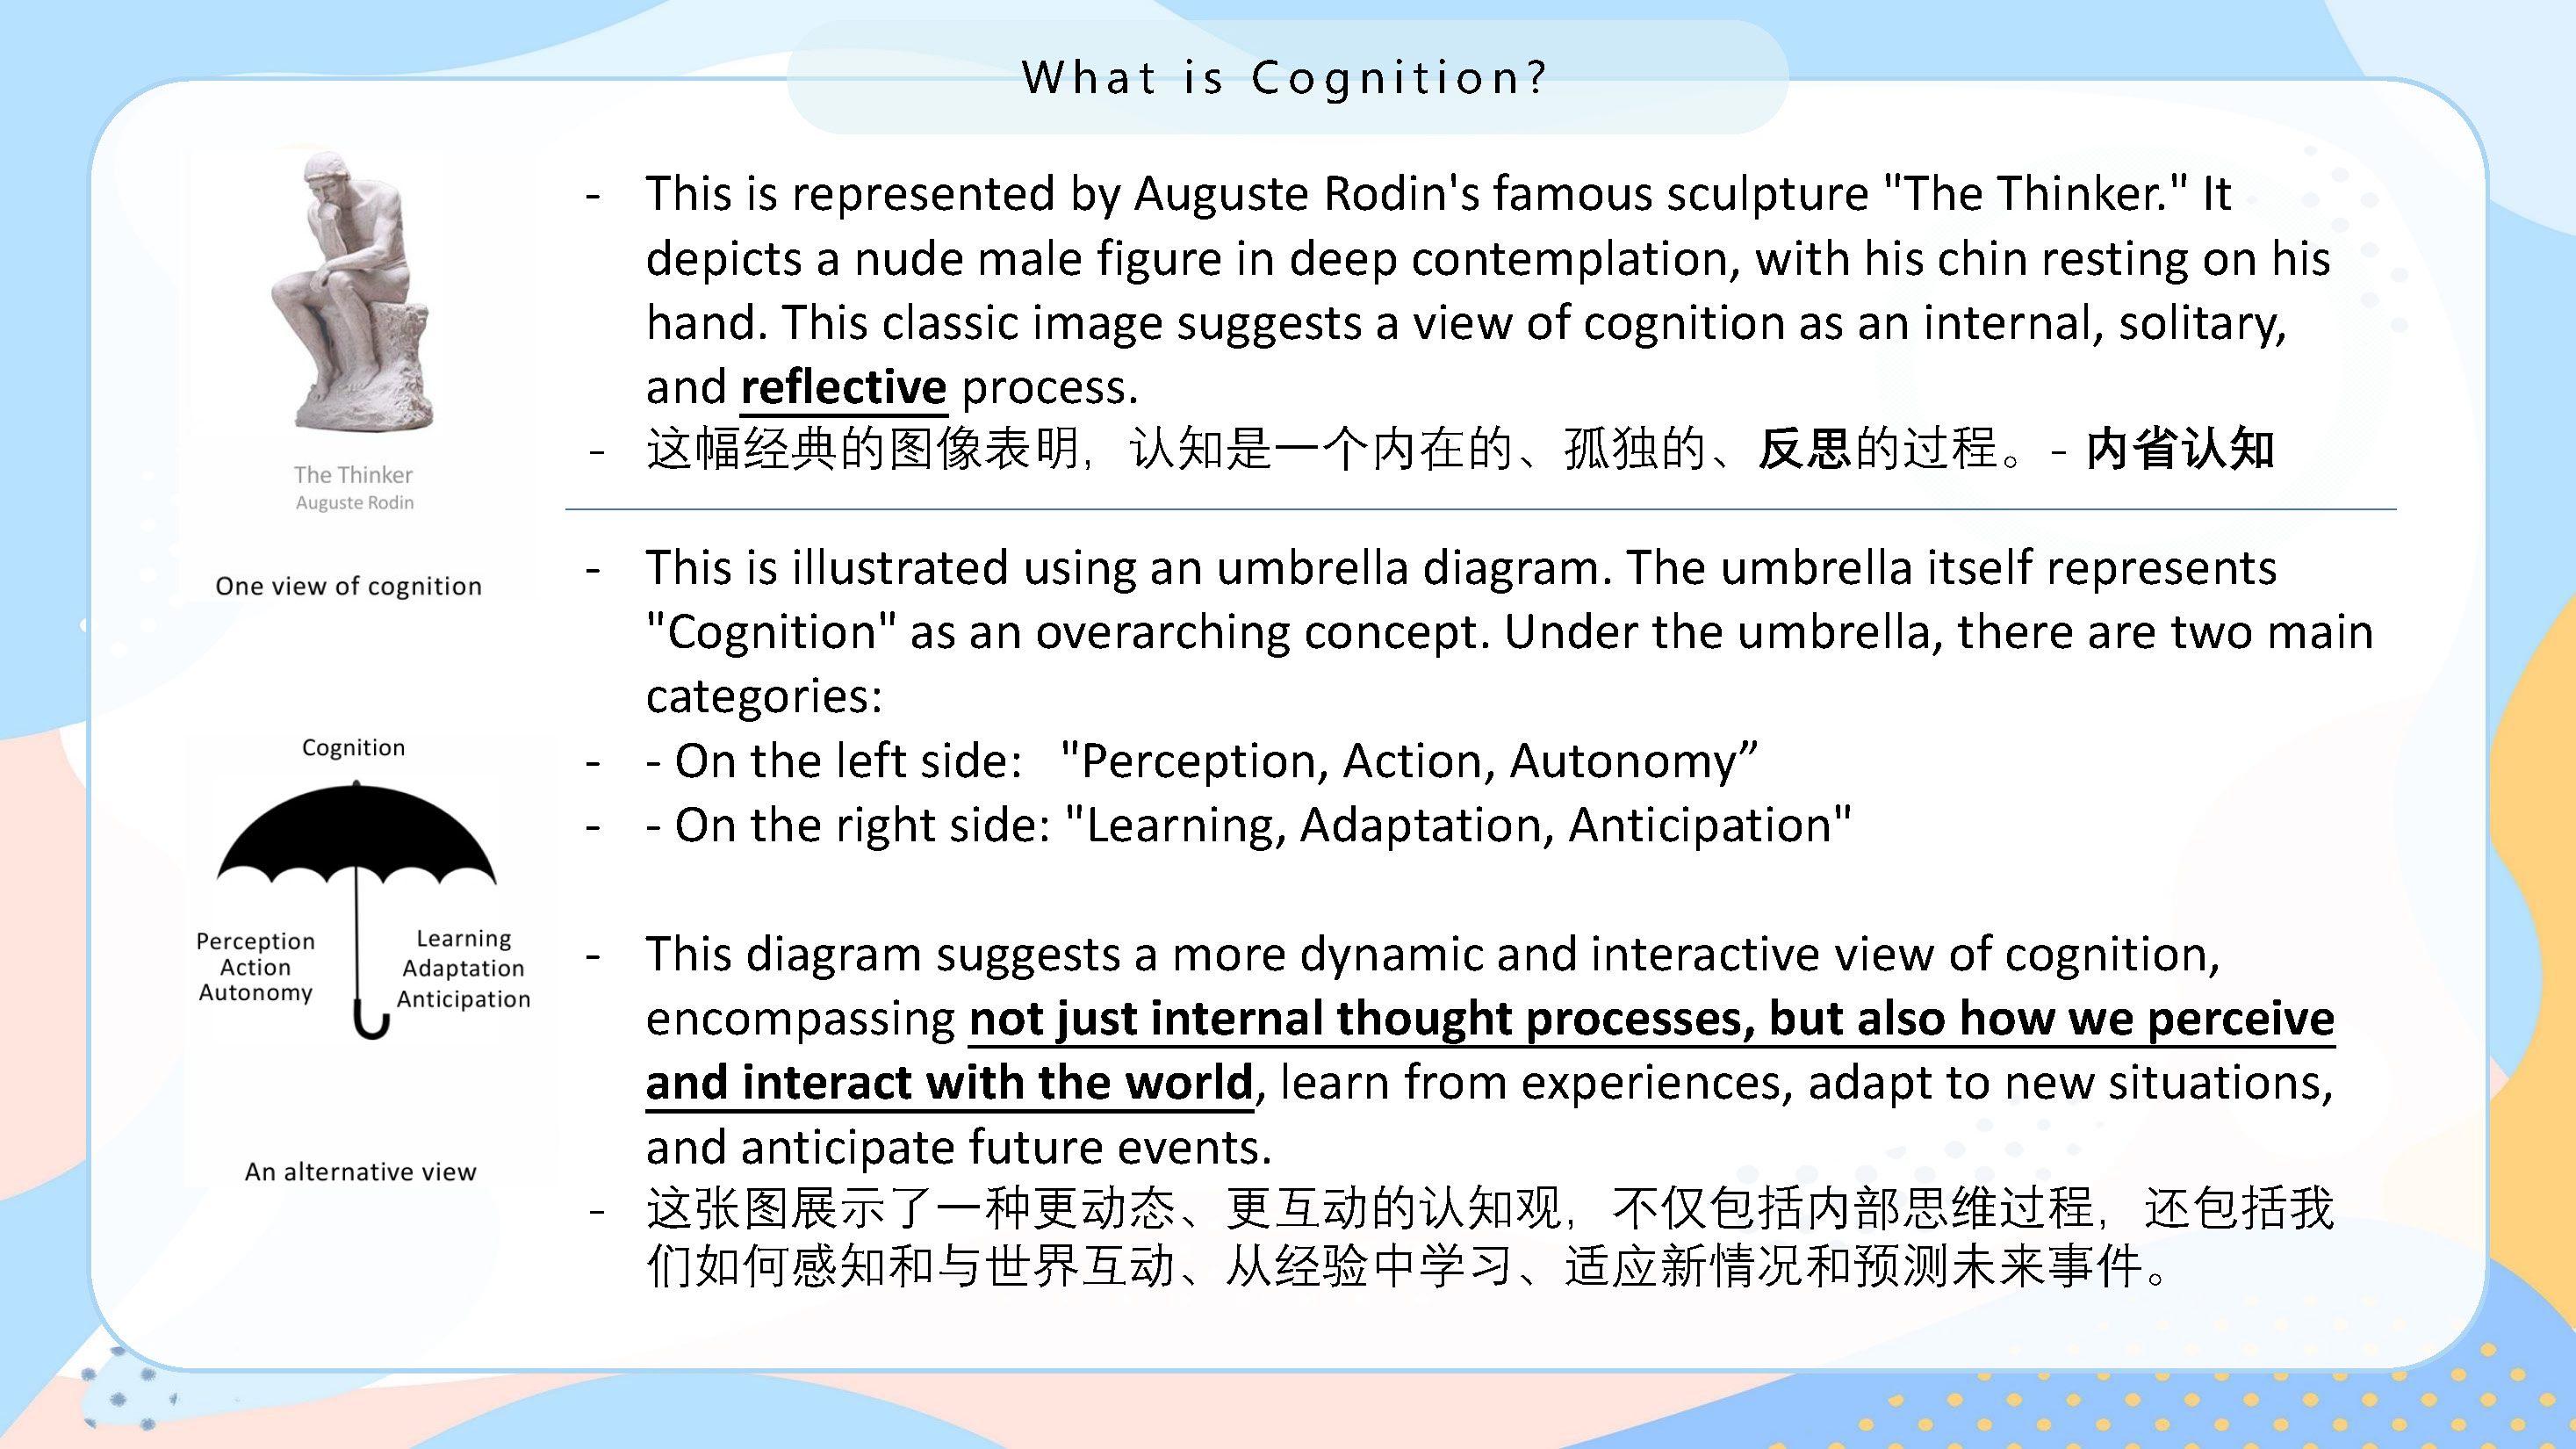 What is Cognition?
The Thinker
Auguste Rodin
One view of cognition
- This is represented by Auguste Rodin's famous sculpture "The Thinker." It
depicts a nude male figure in deep contemplation, with his chin resting on his
hand. This classic image suggests a view of cognition as an internal, solitary,
and reflective process.
- 这幅经典的图像表明，认知是一个内在的、孤独的、反思的过程。- 内省认知
Cognition
Perception
Action
Autonomy
Learning
Adaptation
Anticipation
An alternative view
- This is illustrated using an umbrella diagram. The umbrella itself represents
"Cognition" as an overarching concept. Under the umbrella, there are two main
categories:
- - On the left side: "Perception, Action, Autonomy”
- - On the right side: "Learning, Adaptation, Anticipation"
- This diagram suggests a more dynamic and interactive view of cognition,
encompassing not just internal thought processes, but also how we perceive
and interact with the world, learn from experiences, adapt to new situations,
and anticipate future events.
- 这张图展示了一种更动态、更互动的认知观，不仅包括内部思维过程，还包括我
们如何感知和与世界互动、从经验中学习、适应新情况和预测未来事件。